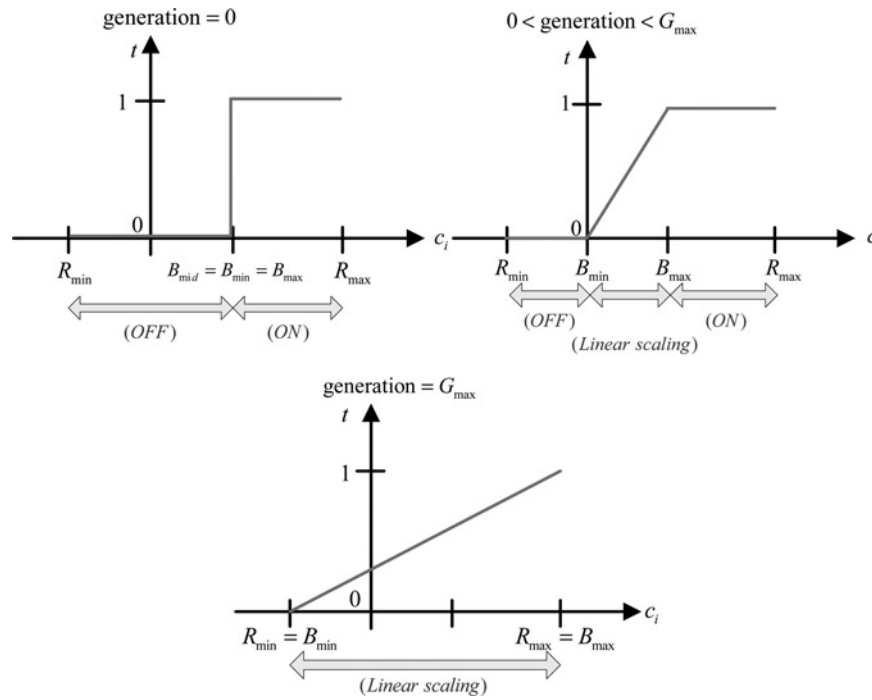 generation = 0
t
1
0
c_i
R_min
B_mid = B_min = B_max
R_max
(OFF)
(ON)
0 < generation < G_max
t
1
0
c
R_min
B_min
B_max
R_max
(OFF)
(ON)
(Linear scaling)
generation = G_max
t
1
0
c_i
R_min = B_min
R_max = B_max
(Linear scaling)